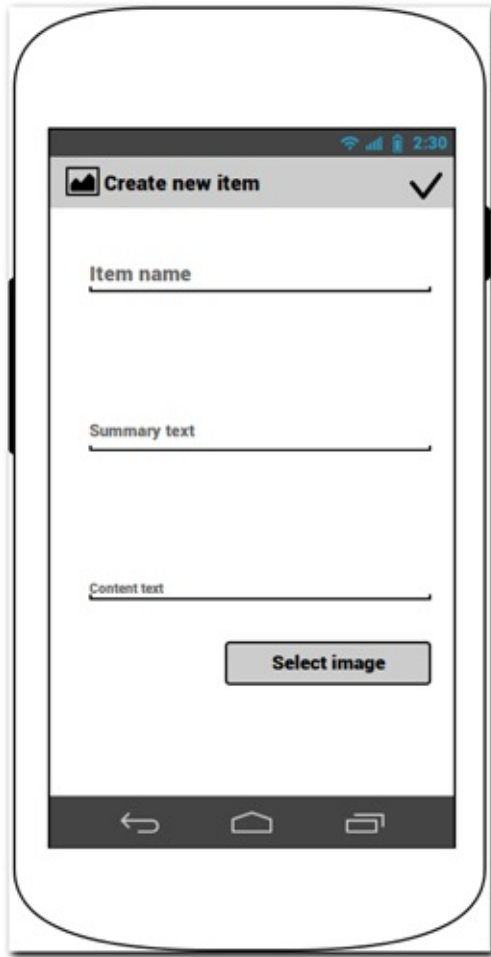 2:30
Create new item
Item name
Summary text
Content text
Select image